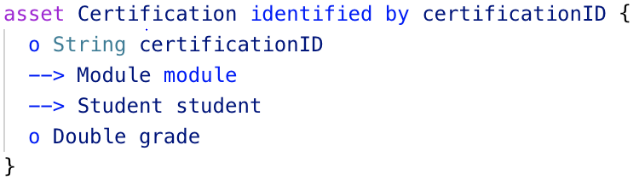 asset Certification identified by certificationID {
o String certificationID
--> Module module
--> Student student
o Double grade
}